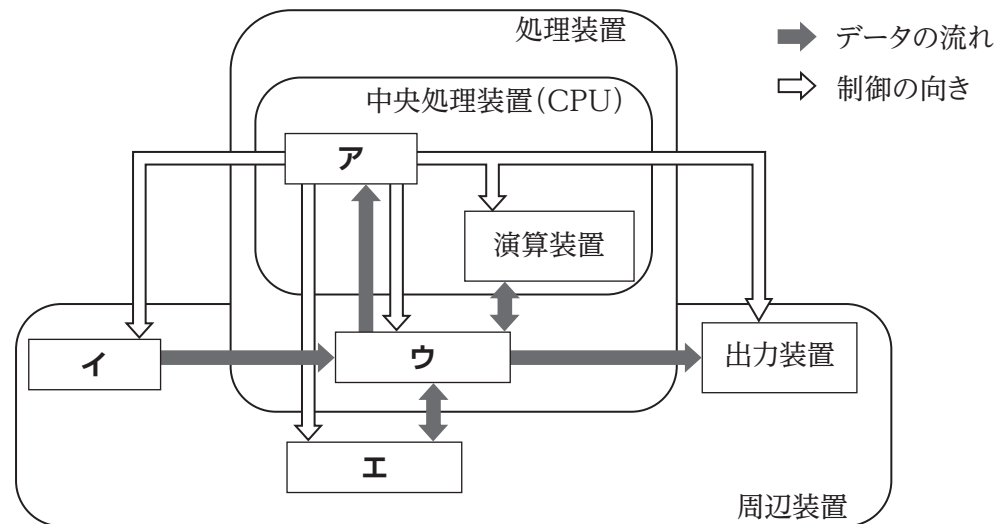 処理装置
データの流れ
中央処理装置(CPU)
制御の向き
ア
演算装置
イ
ウ
出力装置
エ
周辺装置